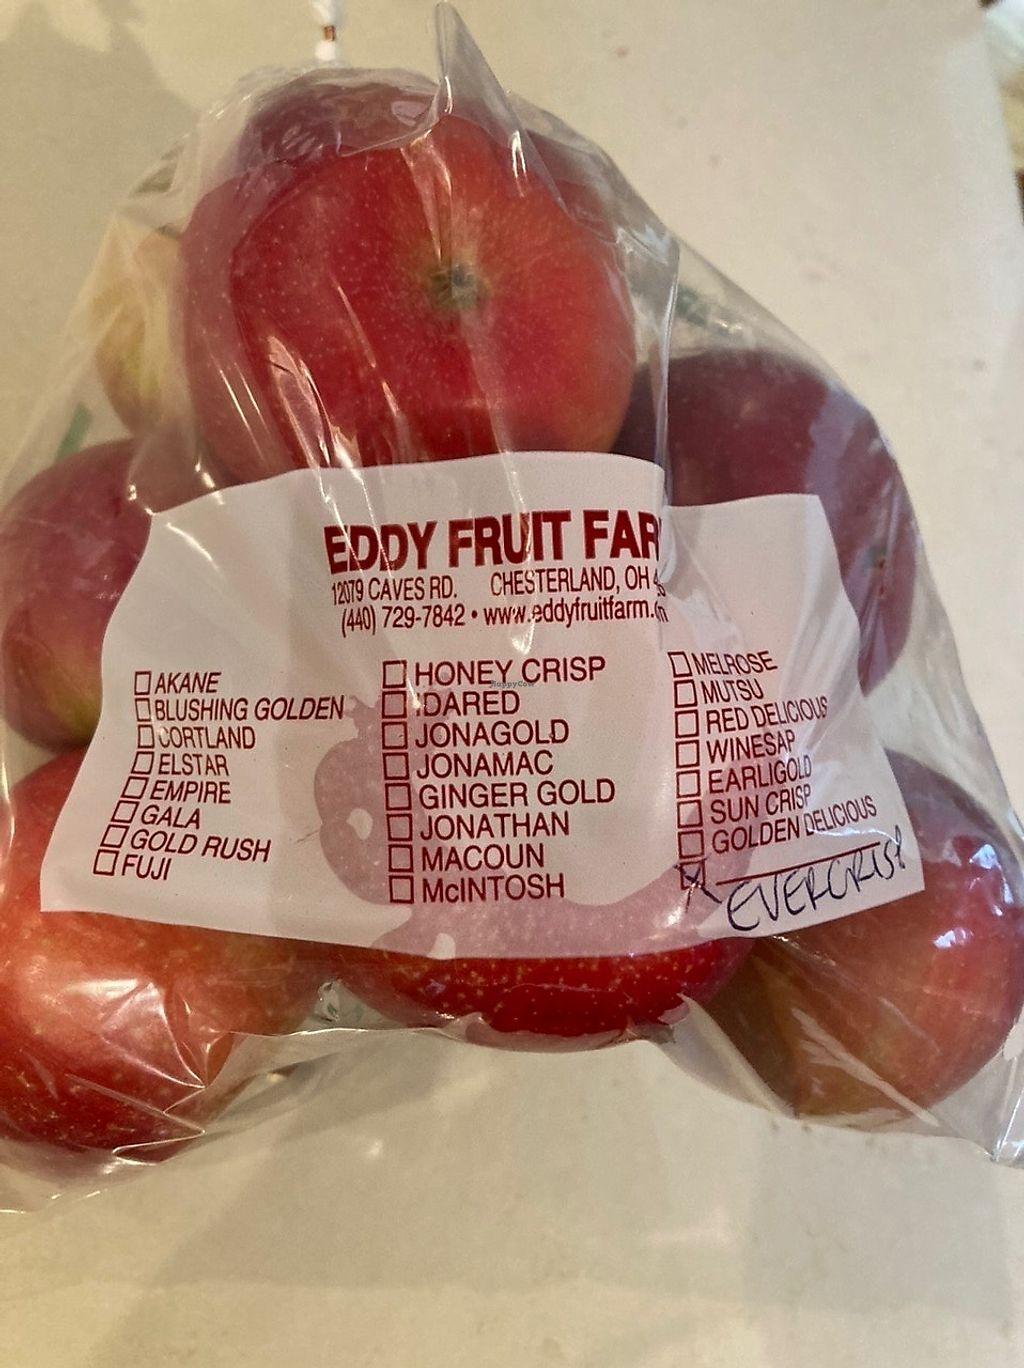 EDDY FRUIT FAR
12079 CAVES RD. CHESTERLAND, OH 4
(440) 729-7842 • www.eddyfruitfarm.
AKANE
BLUSHING GOLDEN
CORTLAND
ELSTAR
EMPIRE
GALA
GOLD RUSH
FUJI
HONEY CRISP
IDARED
JONAGOLD
JONAMAC
GINGER GOLD
JONATHAN
MACOUN
McINTOSH
MELROSE
MUTSU
RED DELICIOUS
WINESAP
EARLIGOLD
SUN CRISP
GOLDEN DELICIOUS
X EVERCRISP
HappyCow